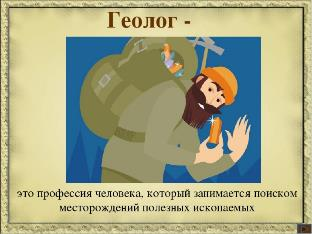 Геолог -
это профессия человека, который занимается поиском
месторождений полезных ископаемых